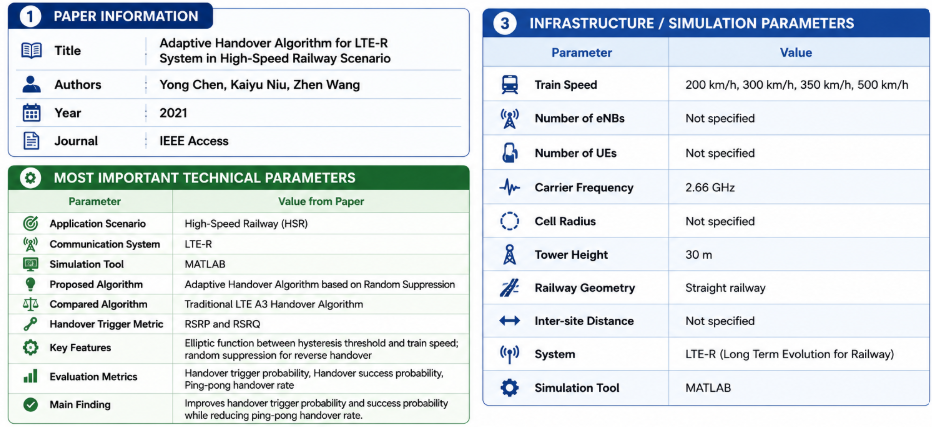 1 PAPER INFORMATION
Title
Adaptive Handover Algorithm for LTE-R
System in High-Speed Railway Scenario
Authors Yong Chen, Kaiyu Niu, Zhen Wang
Year 2021
Journal IEEE Access
MOST IMPORTANT TECHNICAL PARAMETERS
Parameter Value from Paper
Application Scenario High-Speed Railway (HSR)
Communication System LTE-R
Simulation Tool MATLAB
Proposed Algorithm Adaptive Handover Algorithm based on Random Suppression
Compared Algorithm Traditional LTE A3 Handover Algorithm
Handover Trigger Metric RSRP and RSRQ
Key Features
Elliptic function between hysteresis threshold and train speed;
random suppression for reverse handover
Evaluation Metrics
Handover trigger probability, Handover success probability,
Ping-pong handover rate
Main Finding
Improves handover trigger probability and success probability
while reducing ping-pong handover rate.
3 INFRASTRUCTURE / SIMULATION PARAMETERS
Parameter Value
Train Speed 200 km/h, 300 km/h, 350 km/h, 500 km/h
Number of eNBs Not specified
Number of UEs Not specified
Carrier Frequency 2.66 GHz
Cell Radius Not specified
Tower Height 30 m
Railway Geometry Straight railway
Inter-site Distance Not specified
System LTE-R (Long Term Evolution for Railway)
Simulation Tool MATLAB